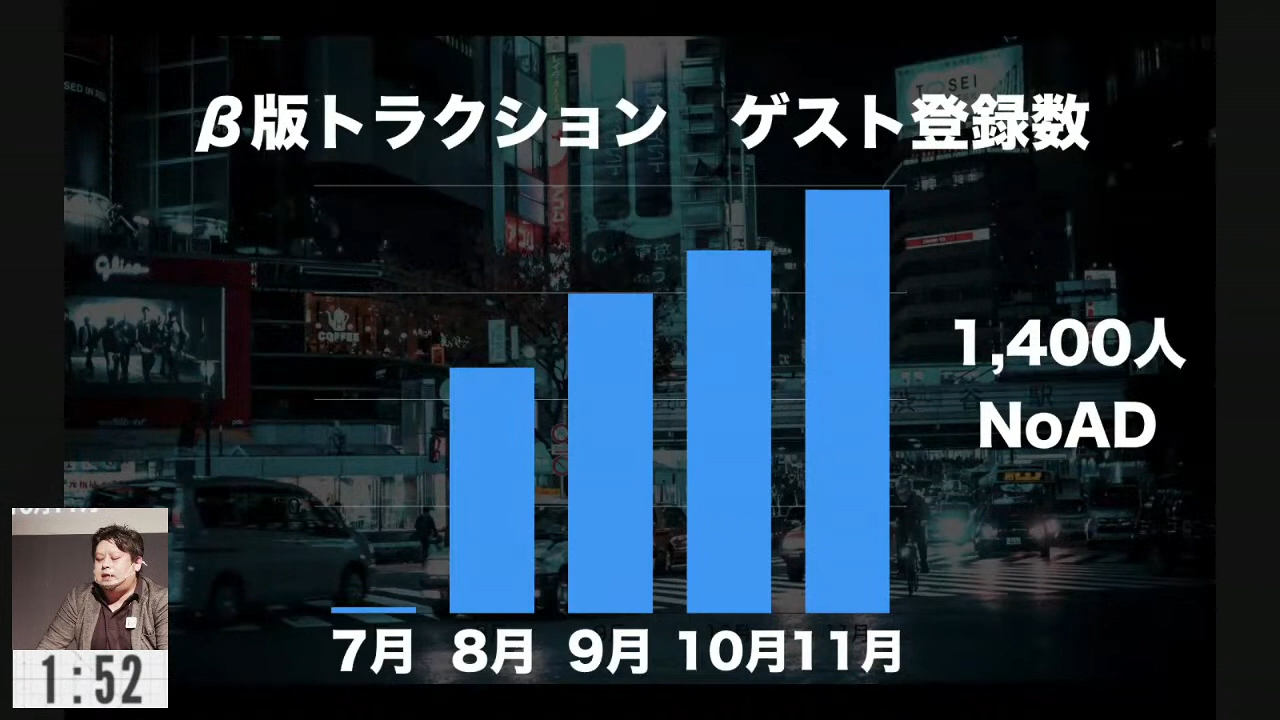 β版トラクション　ゲスト登録数
1,400人
NoAD
7月 8月 9月 10月 11月
COFFEE
1:52